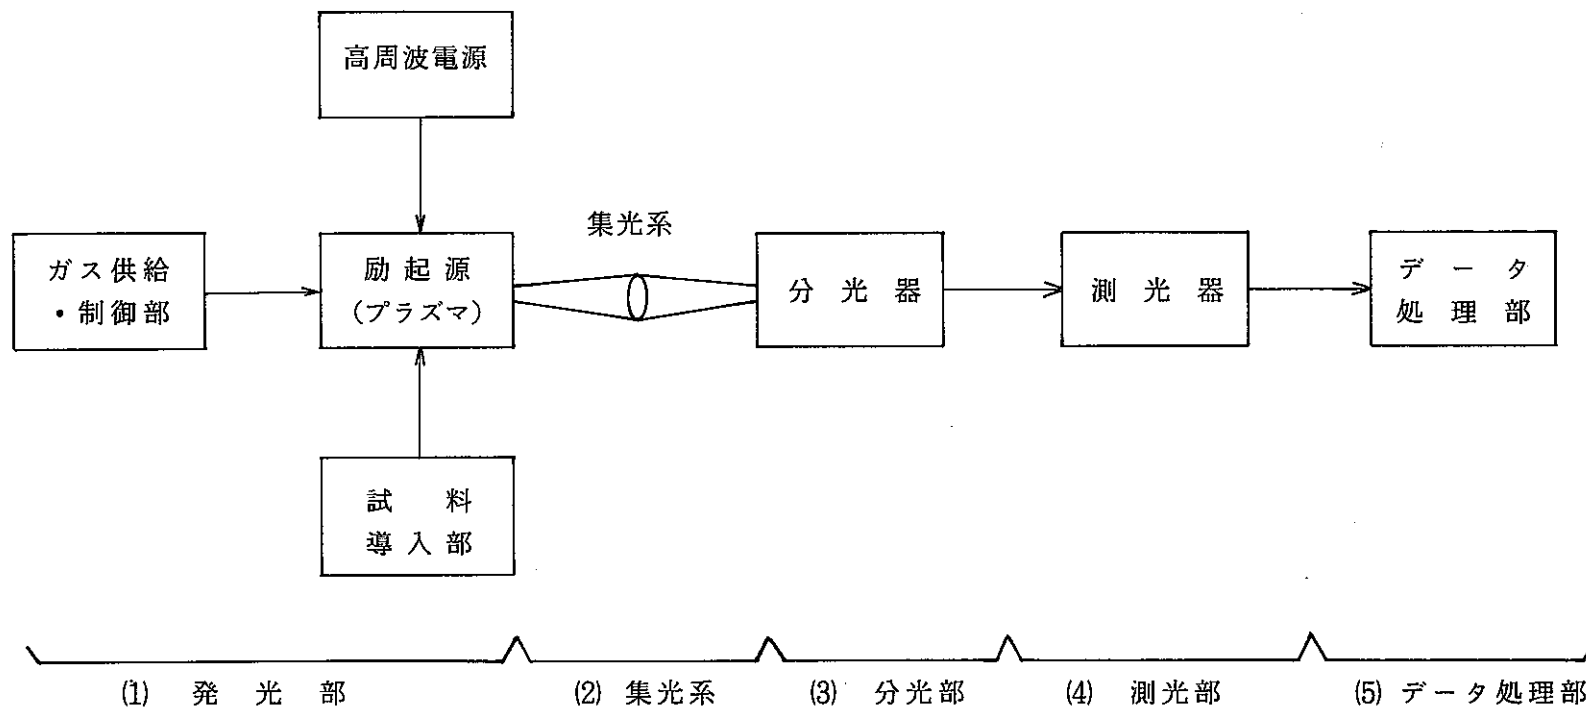 高周波電源
集光系
ガス供給
・制御部
励起源
(プラズマ)
分光器
測光器
データ
処理部
試料
導入部
(1) 発光部
(2) 集光系
(3) 分光部
(4) 測光部
(5) データ処理部